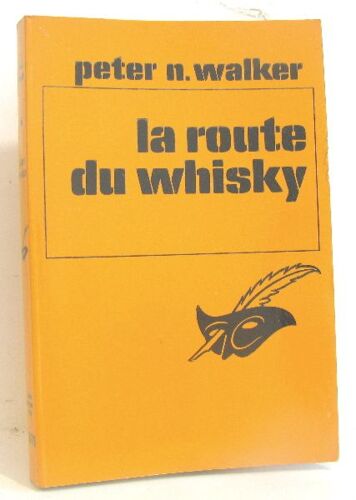 peter n. walker
la route
du whisky